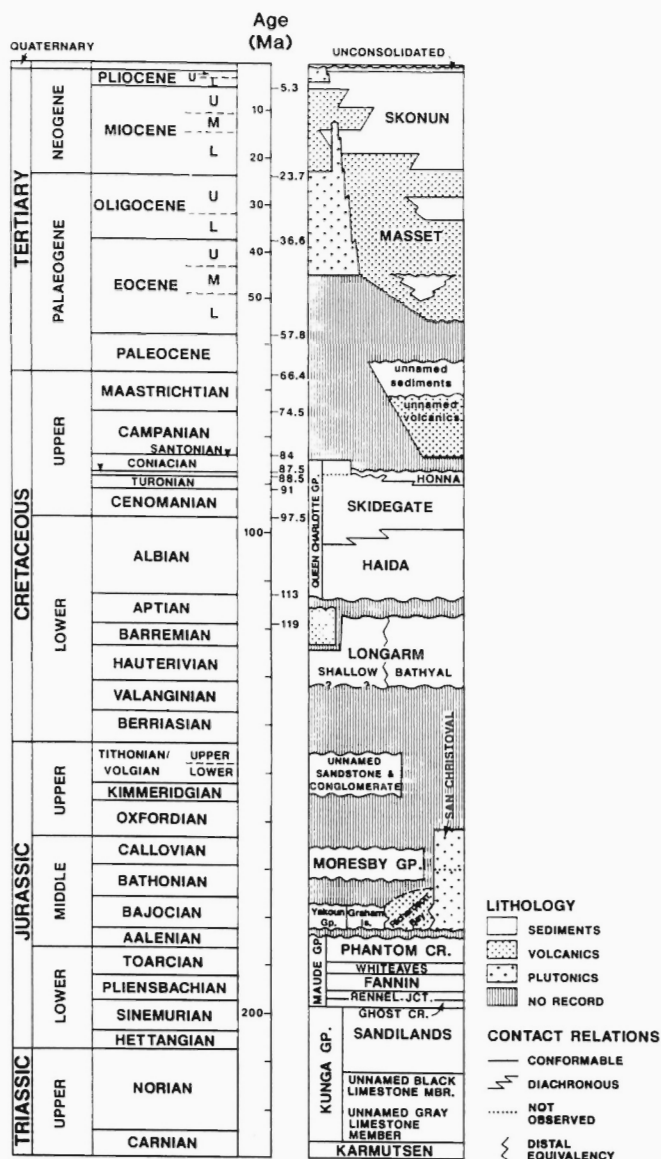 Age
(Ma)
QUATERNARY
UNCONSOLIDATED
TERTIARY
NEOGENE
PLIOCENE U L
5.3
MIOCENE
U
M
L
10
20
SKONUN
23.7
PALAEOGENE
OLIGOCENE
U
L
30
MASSET
36.6
40
EOCENE
U
M
L
50
57.8
PALEOCENE
66.4
unnamed
sediments
CRETACEOUS
UPPER
MAASTRICHTIAN
74.5
unnamed
volcanics.
CAMPANIAN
SANTONIAN
84
CONIACIAN
87.5
TURONIAN
88.5
HONNA
91
CENOMANIAN
97.5
SKIDEGATE
QUEEN CHARLOTTE GP.
100
LOWER
ALBIAN
HAIDA
113
APTIAN
119
BARREMIAN
HAUTERIVIAN
LONGARM
SHALLOW BATHYAL
? ?
VALANGINIAN
BERRIASIAN
JURASSIC
UPPER
TITHONIAN/ UPPER
VOLGIAN LOWER
KIMMERIDGIAN
OXFORDIAN
UNNAMED
SANDSTONE &
CONGLOMERATE
SAN CHRISTOVAL
MIDDLE
CALLOVIAN
MORESBY GP.
BATHONIAN
BAJOCIAN
Yakoun
Gp.
Graham
Is.
AALENIAN
LOWER
TOARCIAN
MAUDE GP.
PHANTOM CR.
WHITEAVES
PLIENSBACHIAN
FANNIN
RENNEL JCT.
GHOST CR.
SINEMURIAN
200
SANDILANDS
HETTANGIAN
KUNGA GP.
TRIASSIC
UPPER
NORIAN
UNNAMED BLACK
LIMESTONE MBR.
UNNAMED GRAY
LIMESTONE
MEMBER
CARNIAN
KARMUTSEN
LITHOLOGY
SEDIMENTS
VOLCANICS
PLUTONICS
NO RECORD
CONTACT RELATIONS
CONFORMABLE
DIACHRONOUS
NOT
OBSERVED
DISTAL
EQUIVALENCY